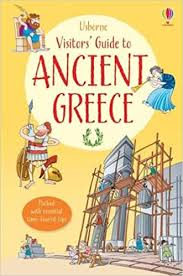 Usborne
Visitors' Guide to
ANCIENT
GREECE
Packed
with essential
time-tourist tips